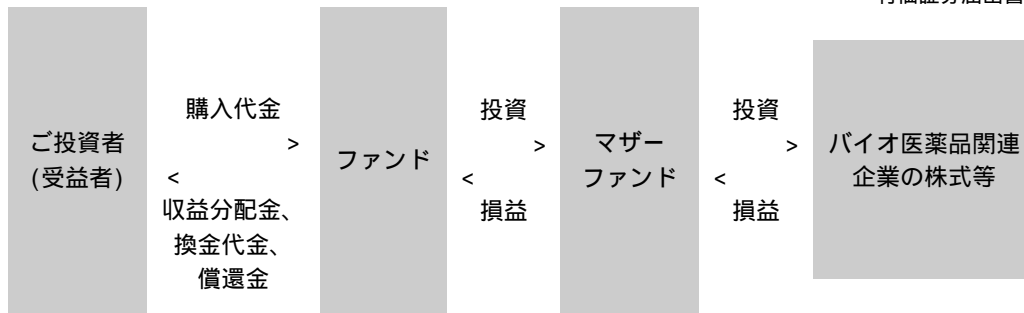 ご投資者
(受益者)
購入代金
>
<
収益分配金、
換金代金、
償還金
ファンド
投資
>
<
損益
マザー
ファンド
投資
>
<
損益
バイオ医薬品関連
企業の株式等